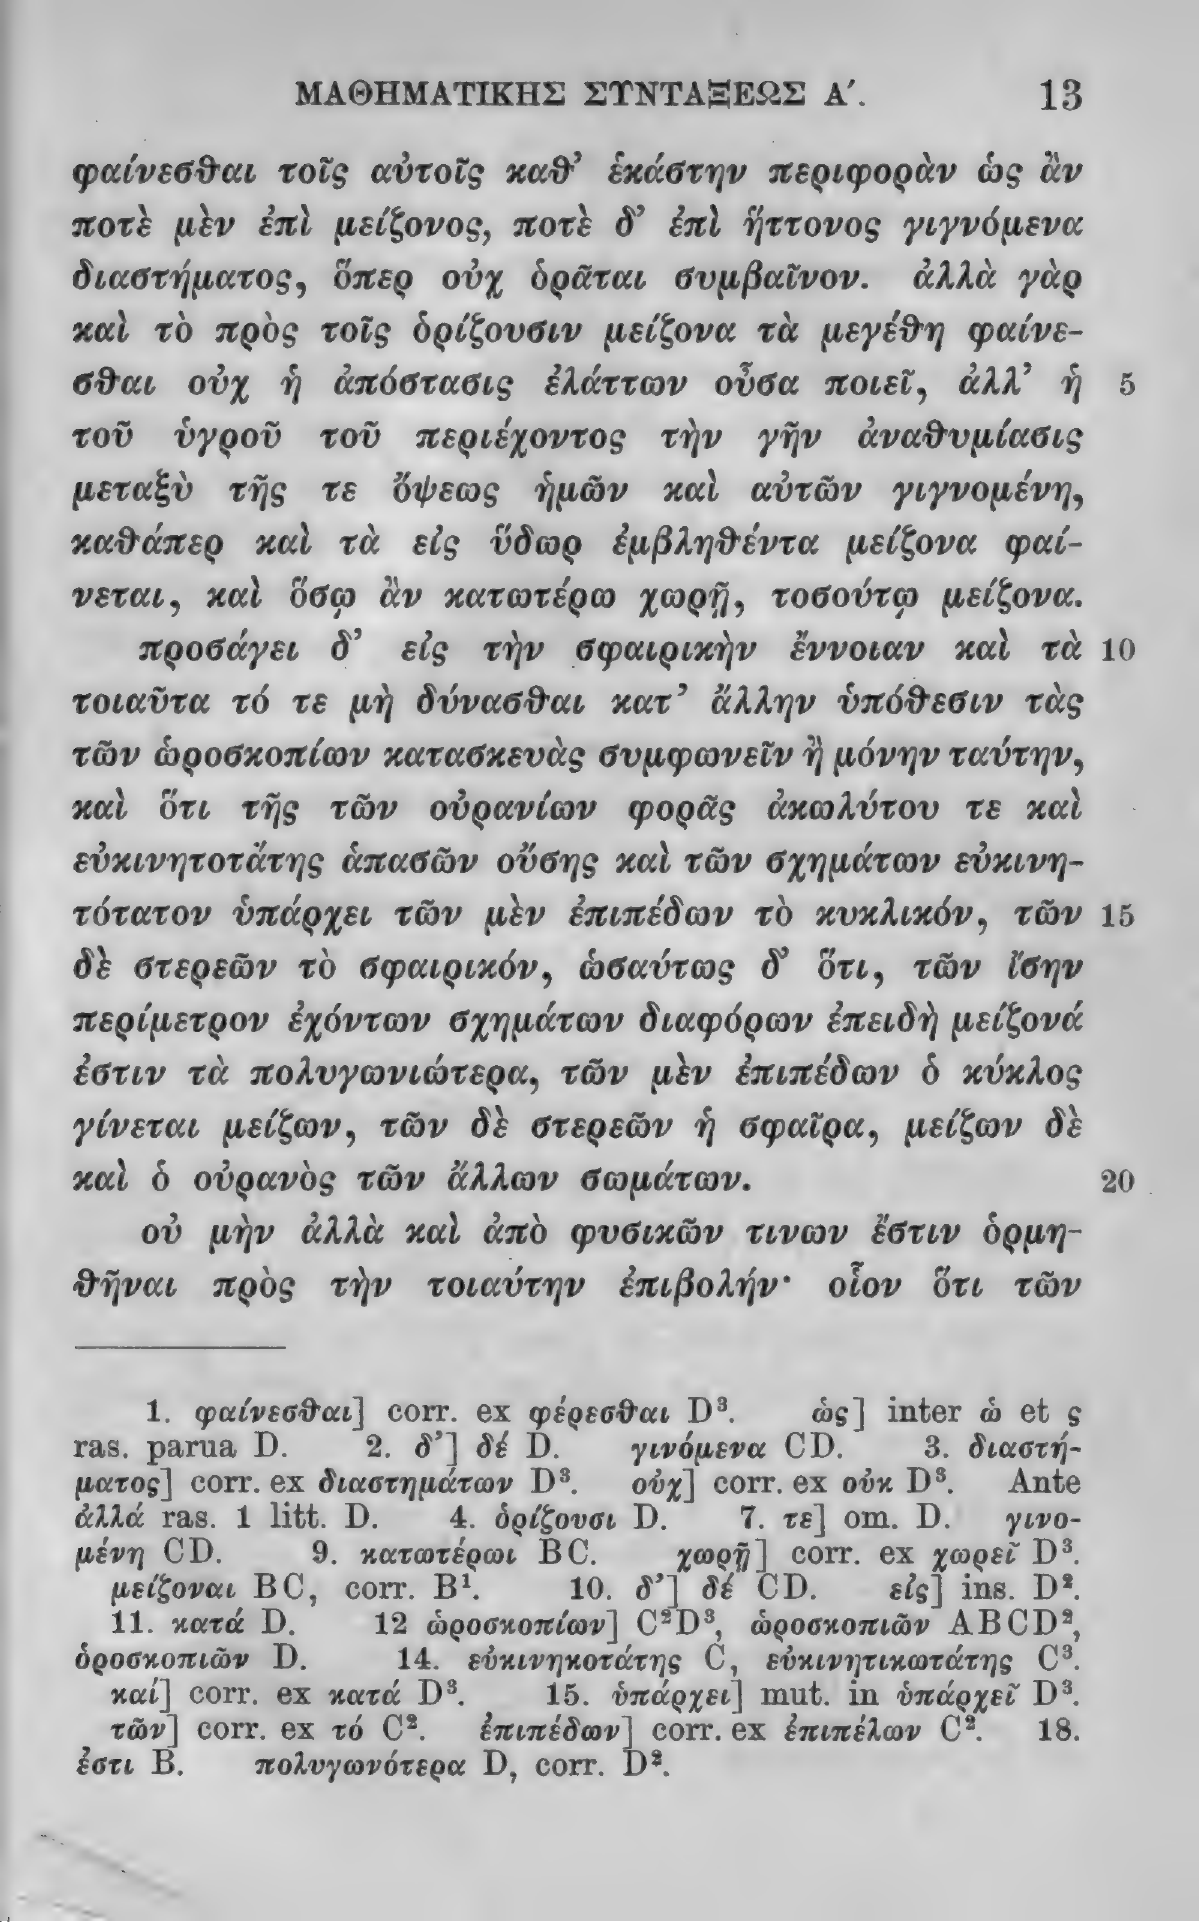 ΜΑΘΗΜΑΤΙΚΗΣ ΣΥΝΤΑΞΕΩΣ Α΄. 13
φαίνεσθαι τοῖς αὐτοῖς καθ’ ἑκάστην περιφορὰν ὡς ἂν
ποτὲ μὲν ἐπὶ μείζονος, ποτὲ δ’ ἐπὶ ἥττονος γιγνόμενα
διαστήματος, ὅπερ οὐχ ὁρᾶται συμβαῖνον. ἀλλὰ γὰρ
καὶ τὸ πρὸς τοῖς ὁρίζουσιν μείζονα τὰ μεγέθη φαίνε-
σθαι οὐχ ἡ ἀπόστασις ἐλάττων οὖσα ποιεῖ, ἀλλ’ ἡ 5
τοῦ ὑγροῦ τοῦ περιέχοντος τὴν γῆν ἀναθυμίασις
μεταξὺ τῆς τε ὄψεως ἡμῶν καὶ αὐτῶν γιγνομένη,
καθάπερ καὶ τὰ εἰς ὕδωρ ἐμβληθέντα μείζονα φαί-
νεται, καὶ ὅσῳ ἂν κατωτέρω χωρῇ, τοσούτῳ μείζονα.
προσάγει δ’ εἰς τὴν σφαιρικὴν ἔννοιαν καὶ τὰ 10
τοιαῦτα τό τε μὴ δύνασθαι κατ’ ἄλλην ὑπόθεσιν τὰς
τῶν ὡροσκοπίων κατασκευὰς συμφωνεῖν ἢ μόνην ταύτην,
καὶ ὅτι τῆς τῶν οὐρανίων φορᾶς ἀκωλύτου τε καὶ
εὐκινητοτάτης ἁπασῶν οὔσης καὶ τῶν σχημάτων εὐκινη-
τότατον ὑπάρχει τῶν μὲν ἐπιπέδων τὸ κυκλικόν, τῶν 15
δὲ στερεῶν τὸ σφαιρικόν, ὡσαύτως δ’ ὅτι, τῶν ἴσην
περίμετρον ἐχόντων σχημάτων διαφόρων ἐπειδὴ μείζονά
ἐστιν τὰ πολυγωνιώτερα, τῶν μὲν ἐπιπέδων ὁ κύκλος
γίνεται μείζων, τῶν δὲ στερεῶν ἡ σφαῖρα, μείζων δὲ
καὶ ὁ οὐρανὸς τῶν ἄλλων σωμάτων. 20
οὐ μὴν ἀλλὰ καὶ ἀπὸ φυσικῶν τινων ἔστιν ὁρμη-
θῆναι πρὸς τὴν τοιαύτην ἐπιβολήν· οἷον ὅτι τῶν
1. φαίνεσθαι] corr. ex φέρεσθαι D³. ὡς] inter ὡ et ς
ras. parua D. 2. δ’] δέ D. γινόμενα CD. 3. διαστή-
ματος] corr. ex διαστημάτων D³. οὐχ] corr. ex οὐκ D³. Ante
ἀλλά ras. 1 litt. D. 4. ὁρίζουσι D. 7. τε] om. D. γινο-
μένη CD. 9. κατωτέρωι BC. χωρῇ] corr. ex χωρεῖ D³.
μείζοναι BC, corr. B¹. 10. δ’] δέ CD. εἰς] ins. D².
11. κατά D. 12 ὡροσκοπίων] C²D³, ὡροσκοπιῶν ABCD²,
ὁροσκοπιῶν D. 14. εὐκινηκοτάτης C, εὐκινητικωτάτης C³.
καί] corr. ex κατά D³. 15. ὑπάρχει] mut. in ὑπάρχεῖ D³.
τῶν] corr. ex τό C². ἐπιπέδων] corr. ex ἐπιπέλων C². 18.
ἐστι B. πολυγωνότερα D, corr. D².